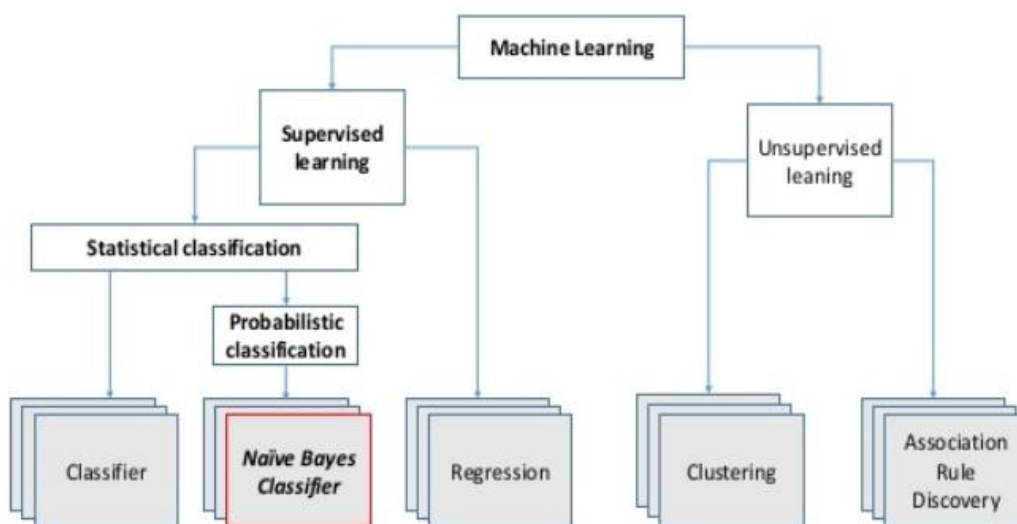 Machine Learning
Supervised
learning
Unsupervised
leaning
Statistical classification
Probabilistic
classification
Classifier
Naïve Bayes
Classifier
Regression
Clustering
Association
Rule
Discovery